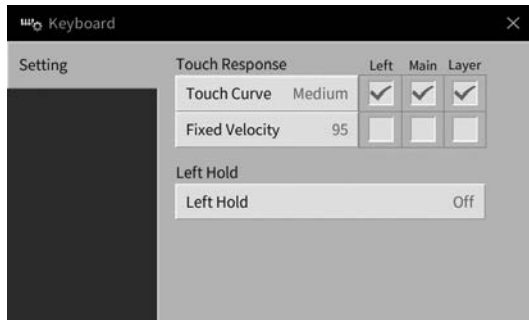 Keyboard
Setting
Touch Response Left Main Layer
Touch Curve Medium
Fixed Velocity 95
Left Hold
Left Hold Off